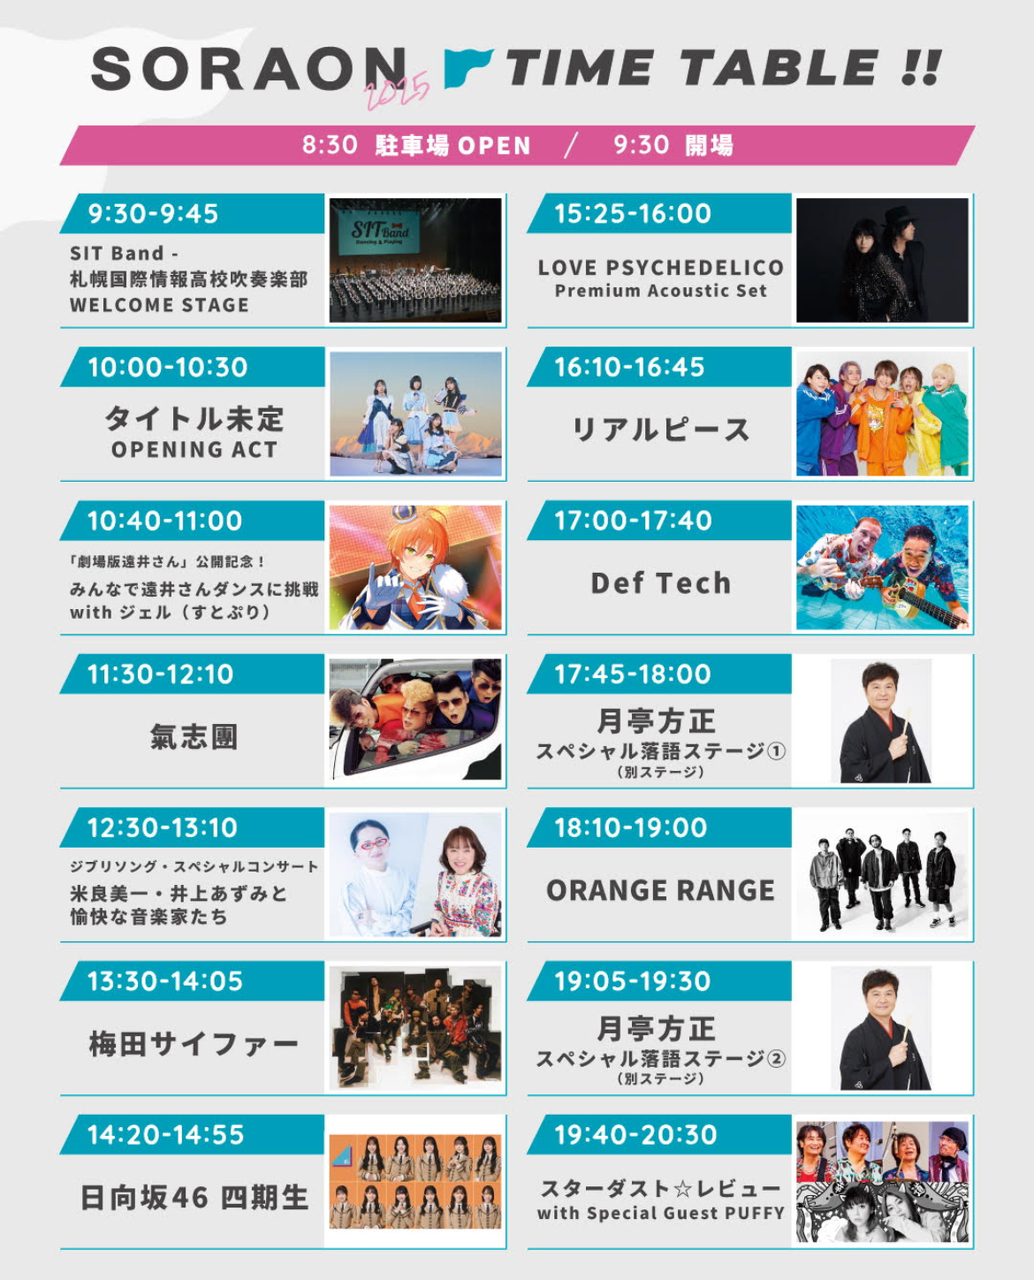 SORAON 2025 TIME TABLE !!
8:30 駐車場 OPEN / 9:30 開場
9:30-9:45
SIT Band -
札幌国際情報高校吹奏楽部
WELCOME STAGE
SIT Band
Dancing & Playing
10:00-10:30
タイトル未定
OPENING ACT
10:40-11:00
「劇場版遠井さん」公開記念！
みんなで遠井さんダンスに挑戦
with ジェル（すとぷり）
11:30-12:10
氣志團
12:30-13:10
ジブリソング・スペシャルコンサート
米良美一・井上あずみと
愉快な音楽家たち
13:30-14:05
梅田サイファー
14:20-14:55
日向坂46 四期生
15:25-16:00
LOVE PSYCHEDELICO
Premium Acoustic Set
16:10-16:45
リアルピース
17:00-17:40
Def Tech
17:45-18:00
月亭方正
スペシャル落語ステージ①
（別ステージ）
18:10-19:00
ORANGE RANGE
19:05-19:30
月亭方正
スペシャル落語ステージ②
（別ステージ）
19:40-20:30
スターダスト☆レビュー
with Special Guest PUFFY